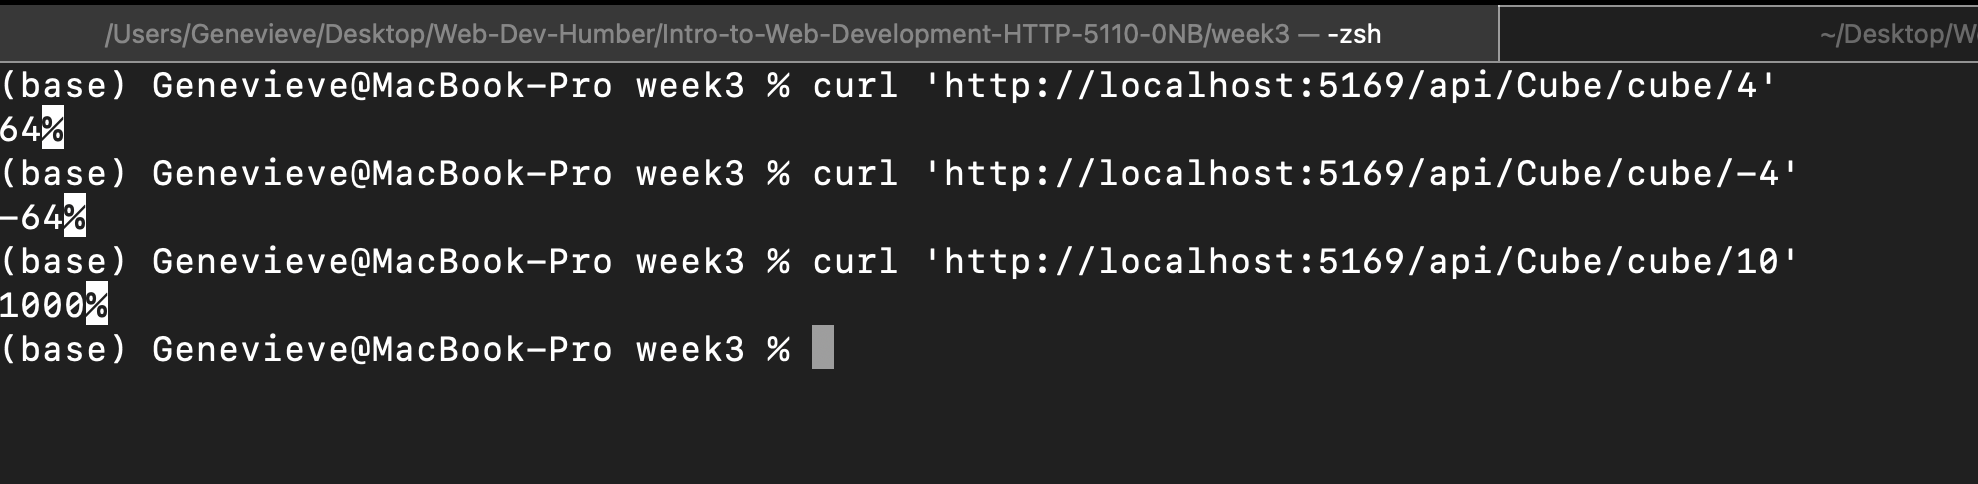 /Users/Genevieve/Desktop/Web-Dev-Humber/Intro-to-Web-Development-HTTP-5110-0NB/week3 — -zsh
~/Desktop/W
(base) Genevieve@MacBook-Pro week3 % curl 'http://localhost:5169/api/Cube/cube/4'
64%
(base) Genevieve@MacBook-Pro week3 % curl 'http://localhost:5169/api/Cube/cube/-4'
-64%
(base) Genevieve@MacBook-Pro week3 % curl 'http://localhost:5169/api/Cube/cube/10'
1000%
(base) Genevieve@MacBook-Pro week3 %